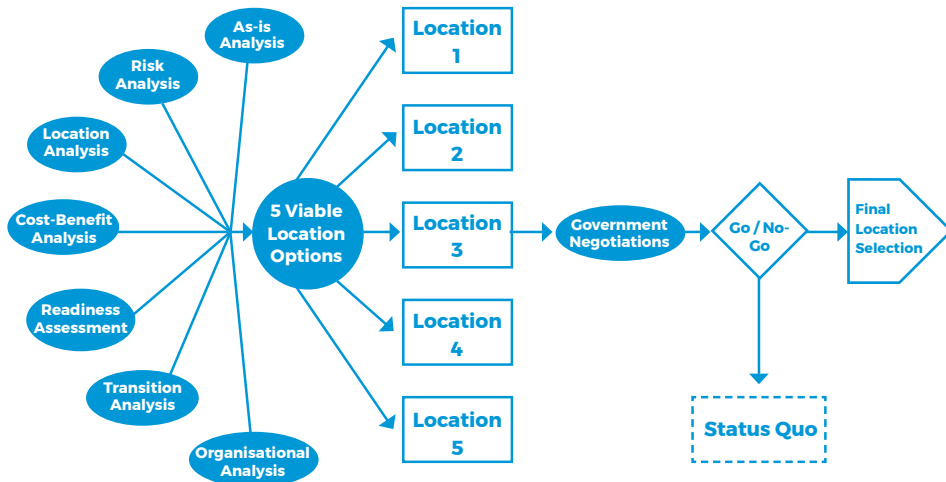 As-is
Analysis
Risk
Analysis
Location
Analysis
Cost-Benefit
Analysis
Readiness
Assessment
Transition
Analysis
Organisational
Analysis
5 Viable
Location
Options
Location
1
Location
2
Location
3
Location
4
Location
5
Government
Negotiations
Go / No-
Go
Final
Location
Selection
Status Quo